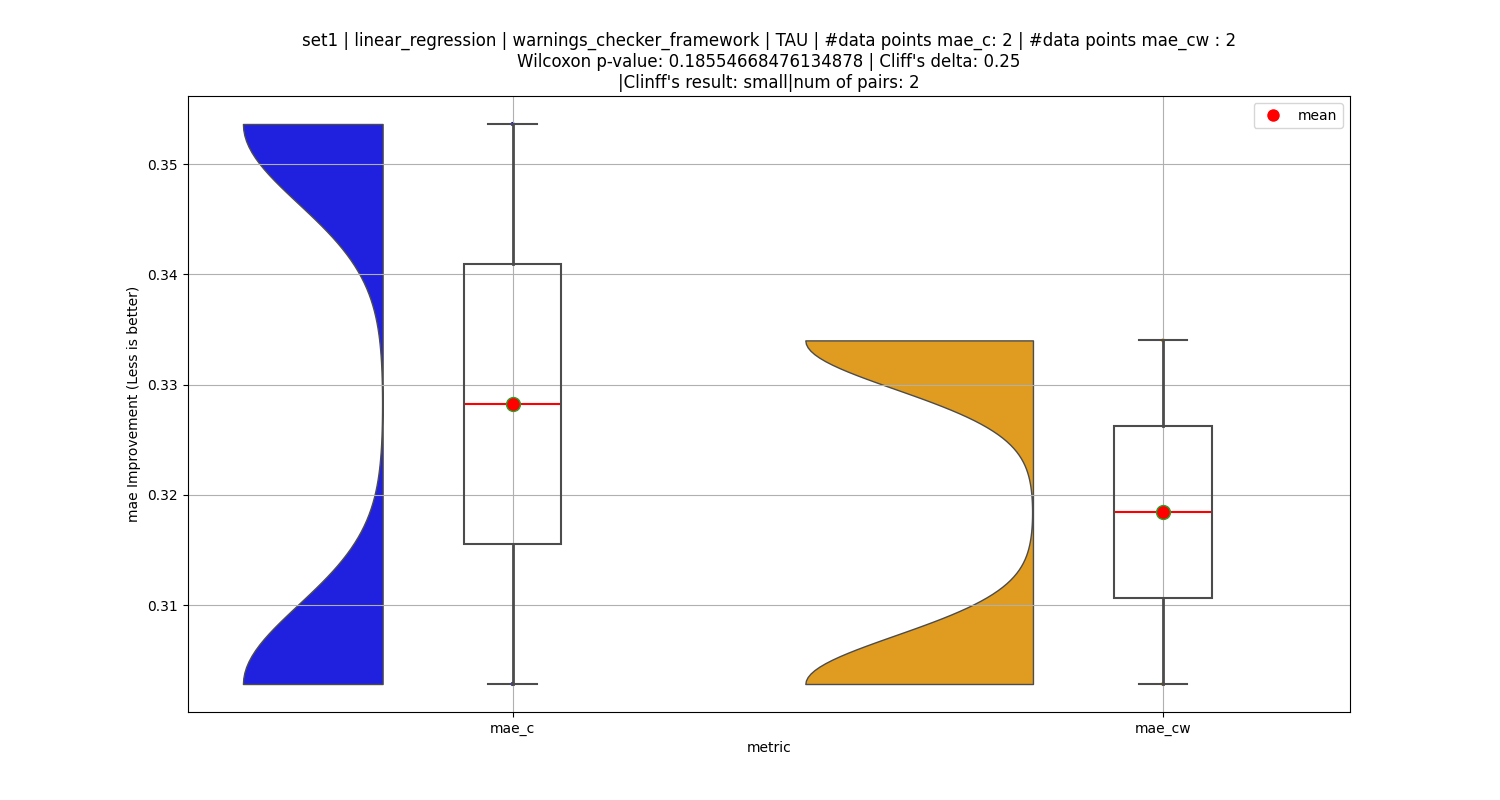 set1 | linear_regression | warnings_checker_framework | TAU | #data points mae_c: 2 | #data points mae_cw : 2
Wilcoxon p-value: 0.18554668476134878 | Cliff's delta: 0.25
|Clinff's result: small|num of pairs: 2
mean
mae Improvement (Less is better)
0.35
0.34
0.33
0.32
0.31
mae_c
mae_cw
metric